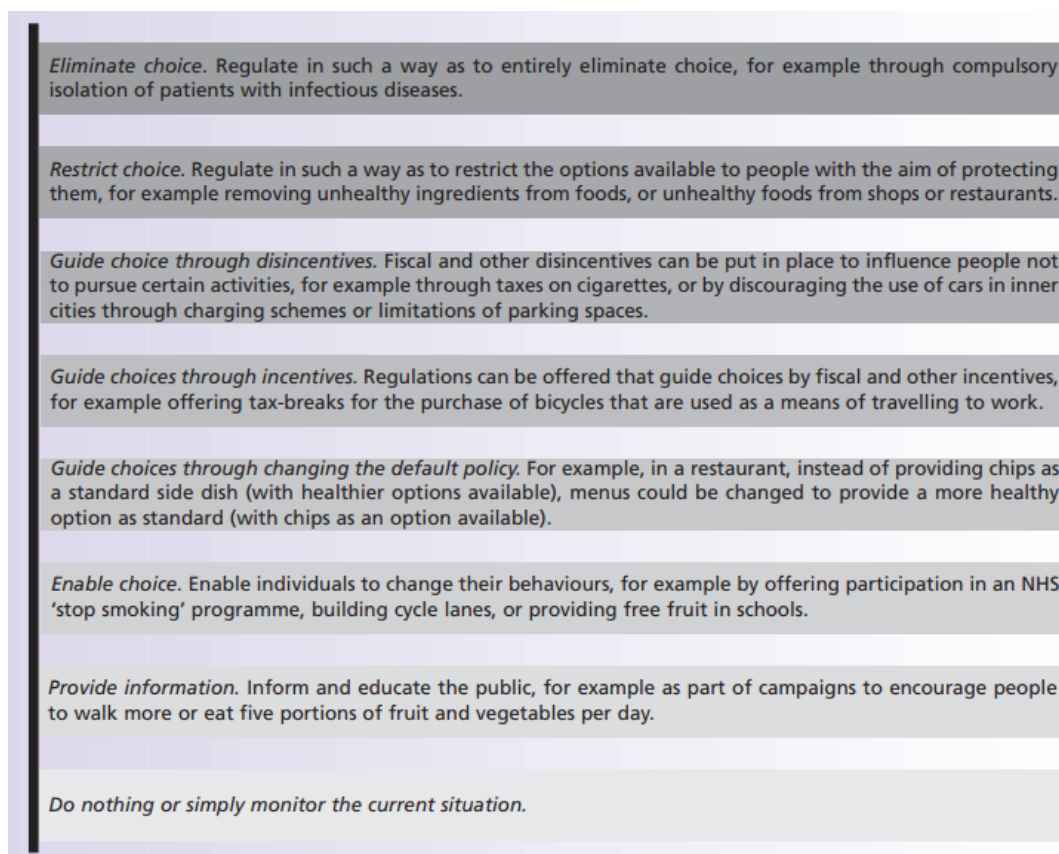 Eliminate choice. Regulate in such a way as to entirely eliminate choice, for example through compulsory
isolation of patients with infectious diseases.
Restrict choice. Regulate in such a way as to restrict the options available to people with the aim of protecting
them, for example removing unhealthy ingredients from foods, or unhealthy foods from shops or restaurants.
Guide choice through disincentives. Fiscal and other disincentives can be put in place to influence people not
to pursue certain activities, for example through taxes on cigarettes, or by discouraging the use of cars in inner
cities through charging schemes or limitations of parking spaces.
Guide choices through incentives. Regulations can be offered that guide choices by fiscal and other incentives,
for example offering tax-breaks for the purchase of bicycles that are used as a means of travelling to work.
Guide choices through changing the default policy. For example, in a restaurant, instead of providing chips as
a standard side dish (with healthier options available), menus could be changed to provide a more healthy
option as standard (with chips as an option available).
Enable choice. Enable individuals to change their behaviours, for example by offering participation in an NHS
‘stop smoking’ programme, building cycle lanes, or providing free fruit in schools.
Provide information. Inform and educate the public, for example as part of campaigns to encourage people
to walk more or eat five portions of fruit and vegetables per day.
Do nothing or simply monitor the current situation.